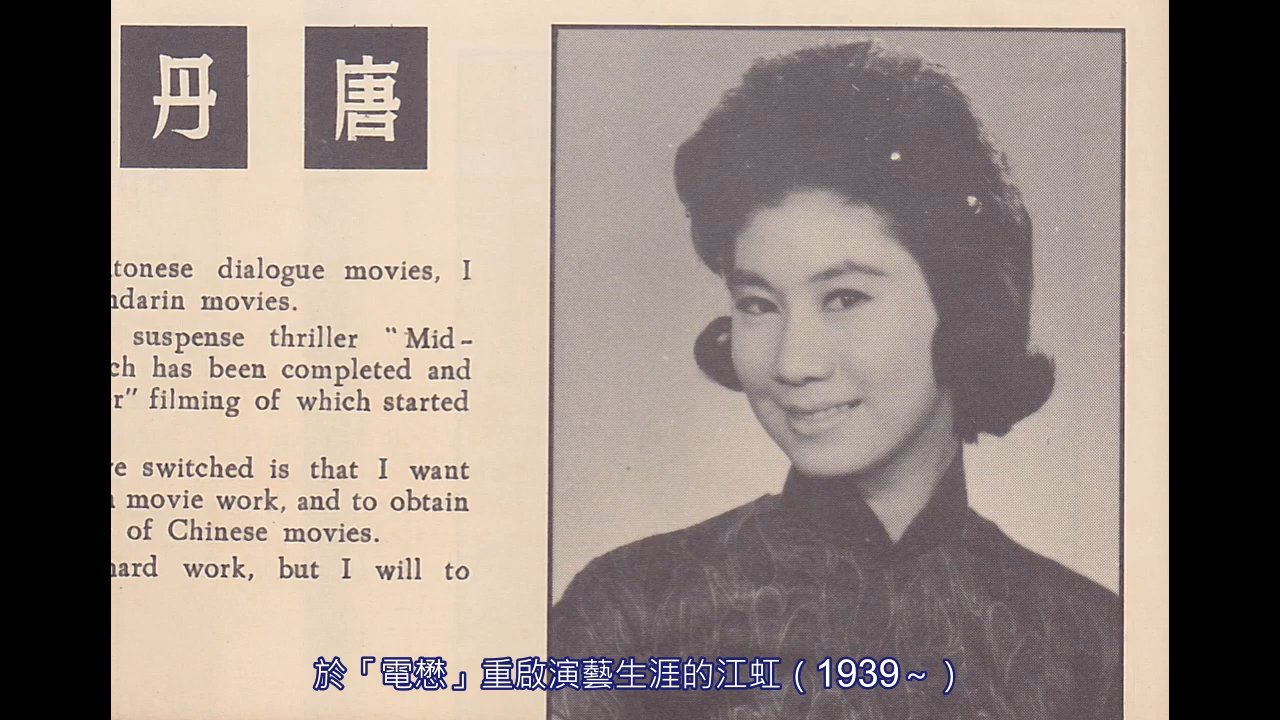 唐 丹
tonese dialogue movies, I
ndarin movies.
suspense thriller "Mid-
ch has been completed and
r" filming of which started
e switched is that I want
movie work, and to obtain
of Chinese movies.
hard work, but I will to
於「電懋」重啟演藝生涯的江虹（1939～）